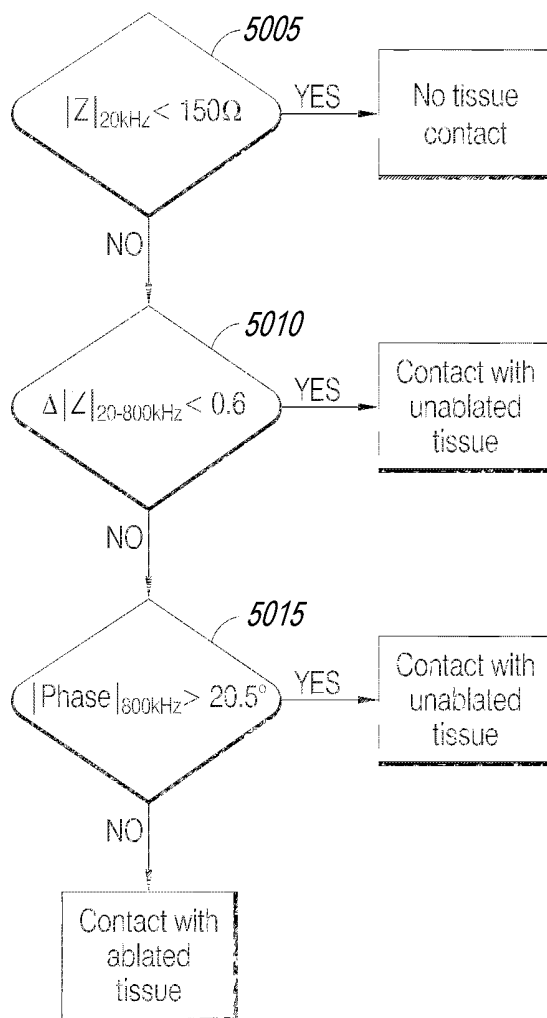 5005
|Z|20kHz < 150Ω
YES
No tissue
contact
NO
5010
Δ|Z|20-800kHz < 0.6
YES
Contact with
unablated
tissue
NO
5015
|Phase|800kHz > 20.5°
YES
Contact with
unablated
tissue
NO
Contact with
ablated
tissue